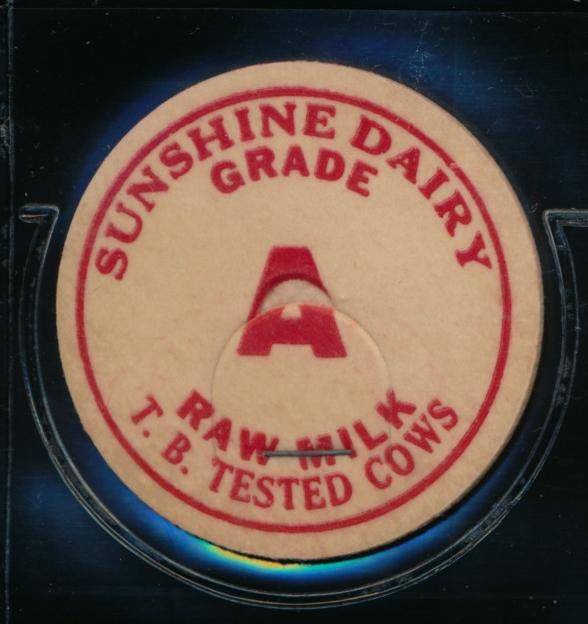 SUNSHINE DAIRY
GRADE
A
RAW MILK
T. B. TESTED COWS